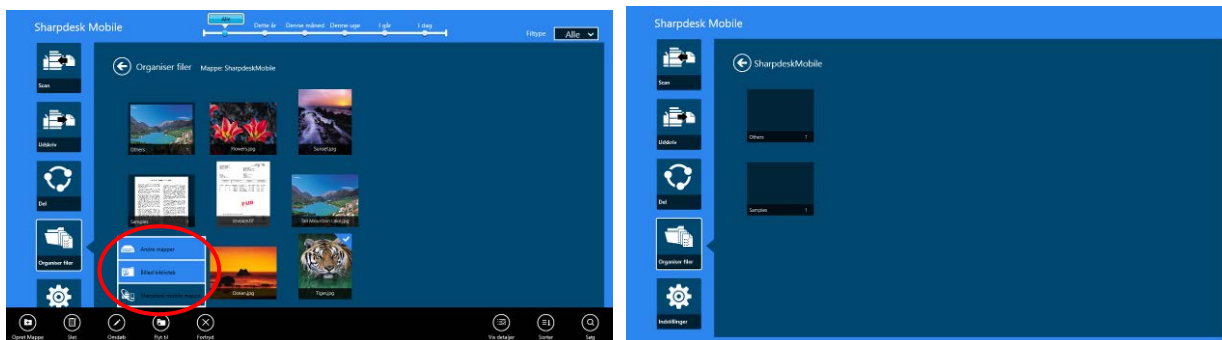 Sharpdesk Mobile
Alle
Dette år
Denne måned
Denne uge
I går
I dag
Filtype
Alle
Scan
Udskriv
Del
Organiser filer
Organiser filer
Mappe: SharpdeskMobile
Others
Flowers.jpg
Sunset.jpg
Samples
Invoice.tif
Tall Mountain Lake.jpg
Andre mapper
Billed bibliotek
Ocean.jpg
Tiger.jpg
Opret Mappe
Slet
Omdøb
Flyt til
Fortryd
Vis detaljer
Sorter
Søg
Sharpdesk Mobile
Scan
Udskriv
Del
Organiser filer
Indstillinger
SharpdeskMobile
Others 1
Samples 1